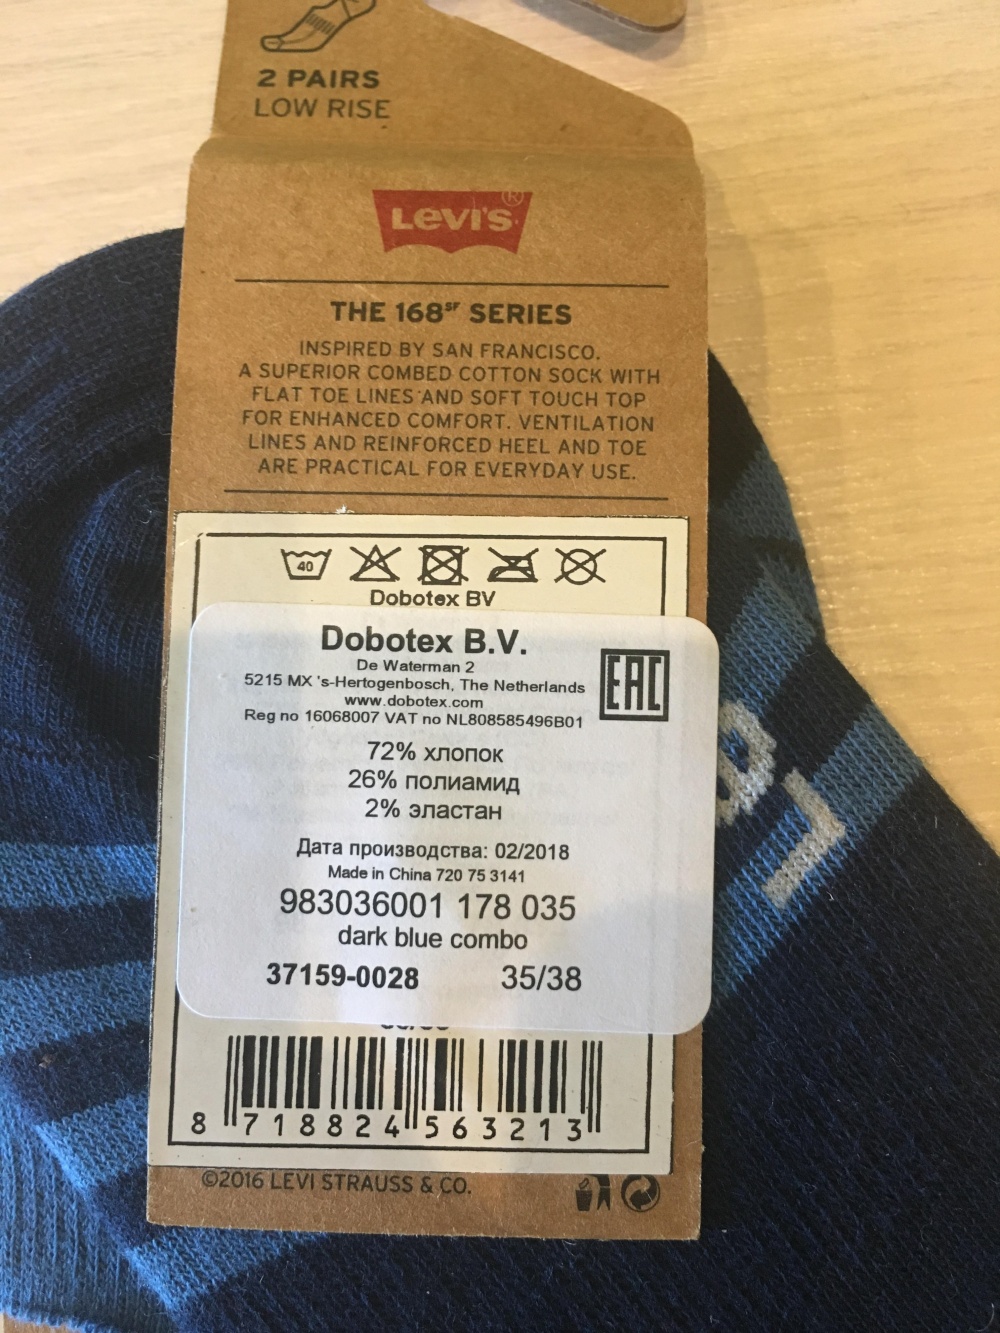 2 PAIRS
LOW RISE
Levi's®
THE 168SF SERIES
INSPIRED BY SAN FRANCISCO.
A SUPERIOR COMBED COTTON SOCK WITH
FLAT TOE LINES AND SOFT TOUCH TOP
FOR ENHANCED COMFORT. VENTILATION
LINES AND REINFORCED HEEL AND TOE
ARE PRACTICAL FOR EVERYDAY USE.
40
Dobotex BV
Dobotex B.V.
De Waterman 2
5215 MX 's-Hertogenbosch, The Netherlands
www.dobotex.com
Reg no 16068007 VAT no NL808585496B01
EAC
72% хлопок
26% полиамид
2% эластан
Дата производства: 02/2018
Made in China 720 75 3141
983036001 178 035
dark blue combo
37159-0028 35/38
8 718824 563213
©2016 LEVI STRAUSS & CO.